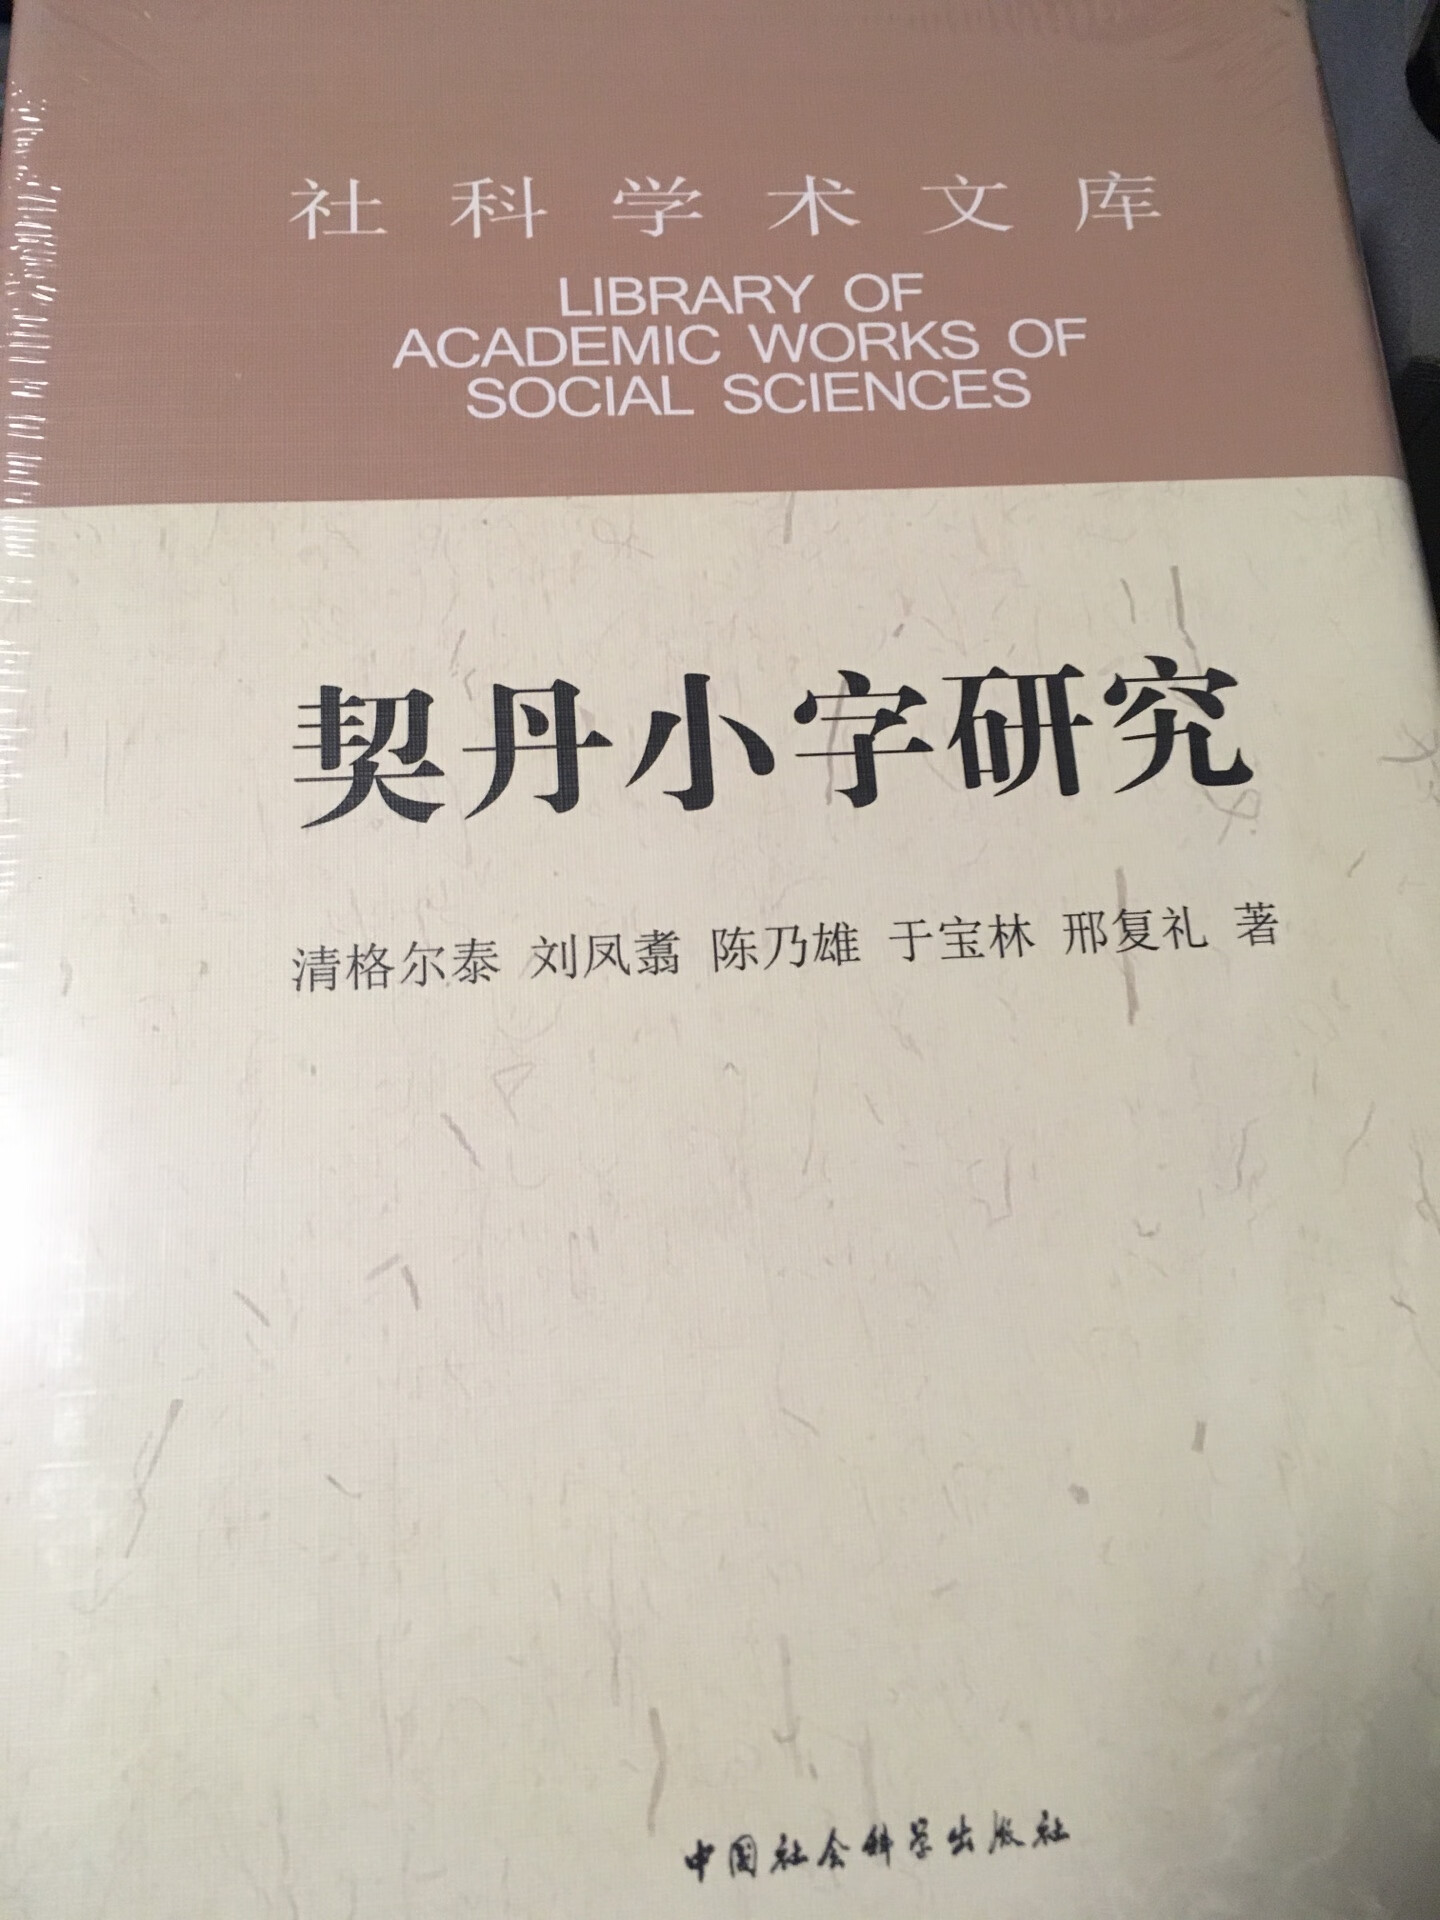 社科学术文库
LIBRARY OF
ACADEMIC WORKS OF
SOCIAL SCIENCES
契丹小字研究
清格尔泰 刘凤翥 陈乃雄 于宝林 邢复礼 著
中国社会科学出版社